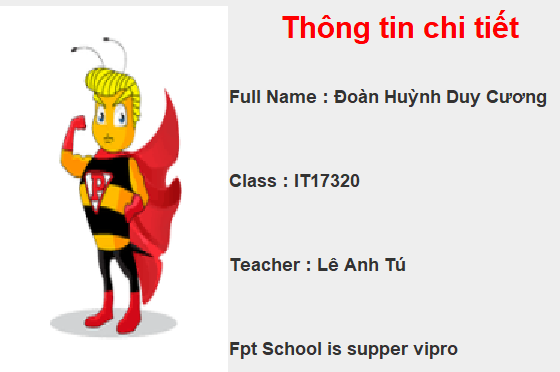 Thông tin chi tiết
Full Name : Đoàn Huỳnh Duy Cương
Class : IT17320
Teacher : Lê Anh Tú
Fpt School is supper vipro
P